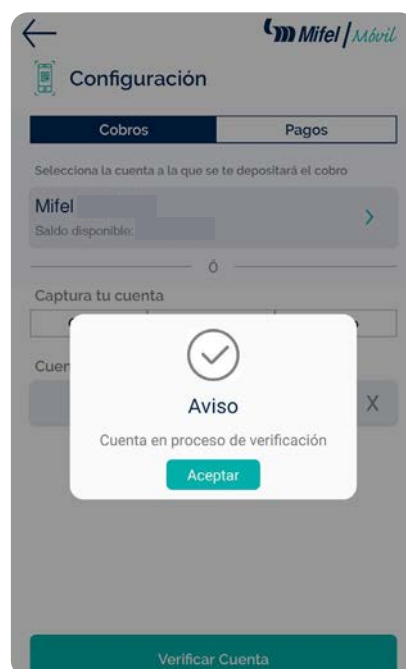 Mifel | Móvil
Configuración
Cobros Pagos
Selecciona la cuenta a la que se te depositará el cobro
Mifel
Saldo disponible:
Ó
Captura tu cuenta
Aviso
Cuenta en proceso de verificación
Aceptar
X
Verificar Cuenta